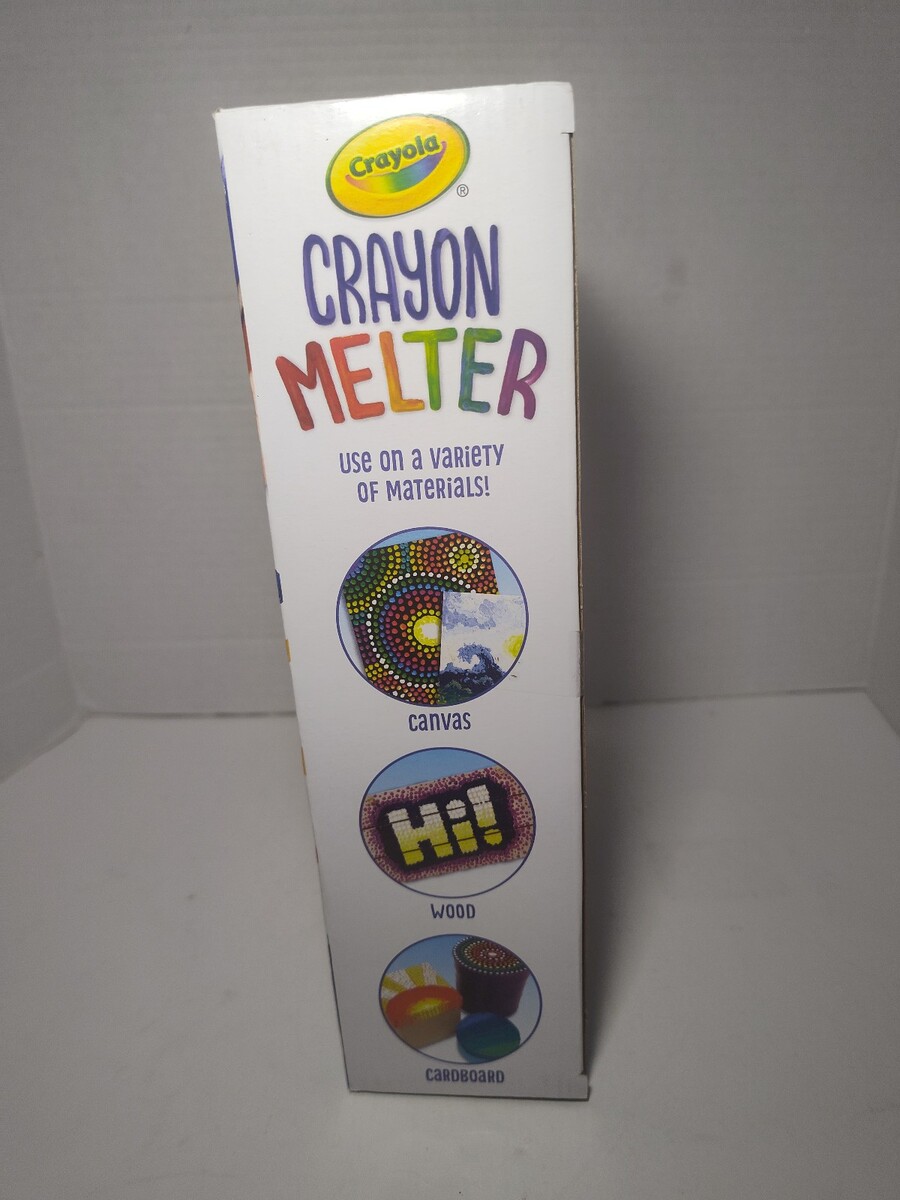 Crayola
®
CRAYON
MELTER
Use on a Variety
of Materials!
Canvas
Hi!
Wood
Cardboard